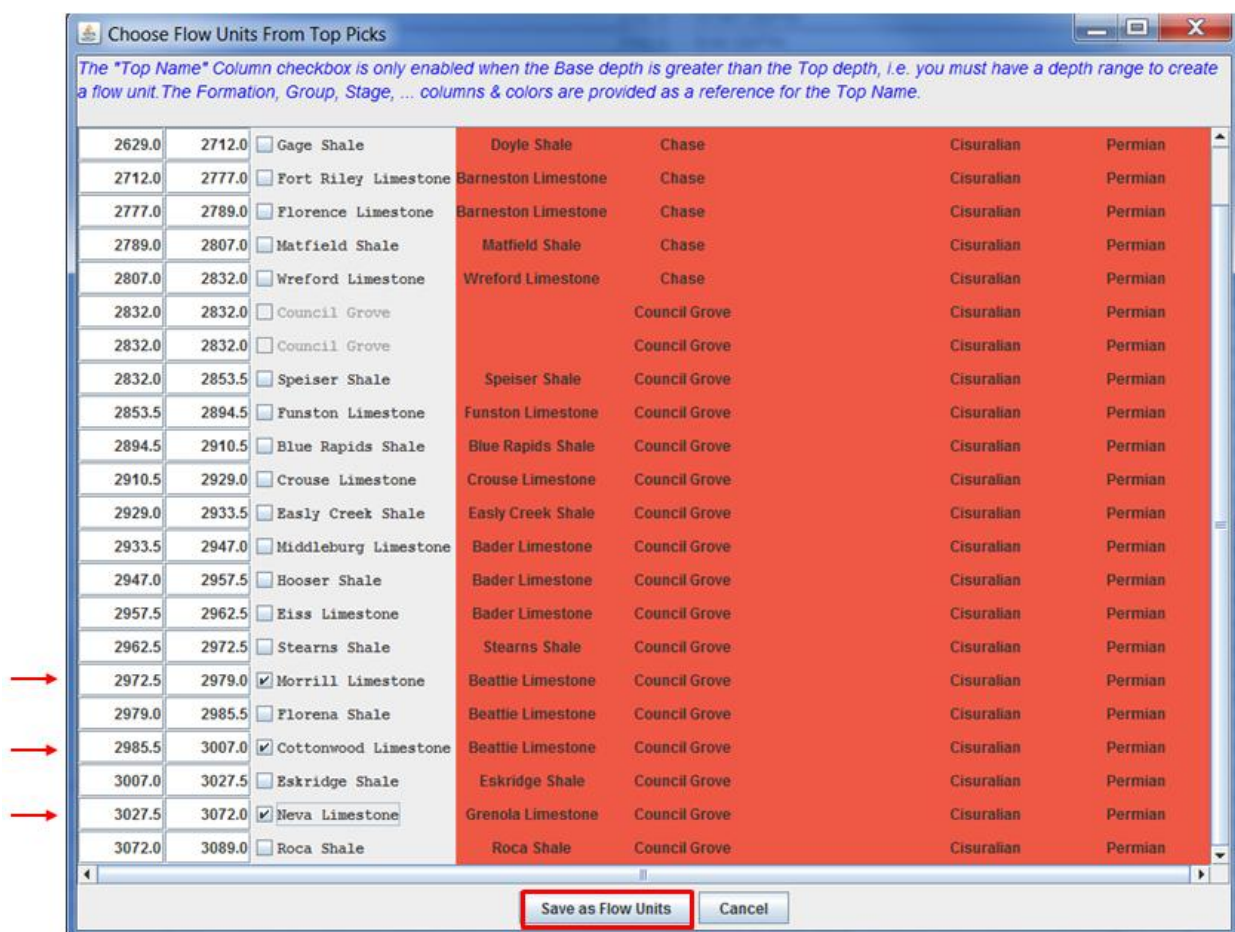 Choose Flow Units From Top Picks
The "Top Name" Column checkbox is only enabled when the Base depth is greater than the Top depth, i.e. you must have a depth range to create
a flow unit.The Formation, Group, Stage, ... columns & colors are provided as a reference for the Top Name.
2629.0 2712.0 Gage Shale Doyle Shale Chase Cisuralian Permian
2712.0 2777.0 Fort Riley Limestone Barneston Limestone Chase Cisuralian Permian
2777.0 2789.0 Florence Limestone Barneston Limestone Chase Cisuralian Permian
2789.0 2807.0 Matfield Shale Matfield Shale Chase Cisuralian Permian
2807.0 2832.0 Wreford Limestone Wreford Limestone Chase Cisuralian Permian
2832.0 2832.0 Council Grove Council Grove Cisuralian Permian
2832.0 2832.0 Council Grove Council Grove Cisuralian Permian
2832.0 2853.5 Speiser Shale Speiser Shale Council Grove Cisuralian Permian
2853.5 2894.5 Funston Limestone Funston Limestone Council Grove Cisuralian Permian
2894.5 2910.5 Blue Rapids Shale Blue Rapids Shale Council Grove Cisuralian Permian
2910.5 2929.0 Crouse Limestone Crouse Limestone Council Grove Cisuralian Permian
2929.0 2933.5 Easly Creek Shale Easly Creek Shale Council Grove Cisuralian Permian
2933.5 2947.0 Middleburg Limestone Bader Limestone Council Grove Cisuralian Permian
2947.0 2957.5 Hooser Shale Bader Limestone Council Grove Cisuralian Permian
2957.5 2962.5 Eiss Limestone Bader Limestone Council Grove Cisuralian Permian
2962.5 2972.5 Stearns Shale Stearns Shale Council Grove Cisuralian Permian
2972.5 2979.0 Morrill Limestone Beattie Limestone Council Grove Cisuralian Permian
2979.0 2985.5 Florena Shale Beattie Limestone Council Grove Cisuralian Permian
2985.5 3007.0 Cottonwood Limestone Beattie Limestone Council Grove Cisuralian Permian
3007.0 3027.5 Eskridge Shale Eskridge Shale Council Grove Cisuralian Permian
3027.5 3072.0 Neva Limestone Grenola Limestone Council Grove Cisuralian Permian
3072.0 3089.0 Roca Shale Roca Shale Council Grove Cisuralian Permian
Save as Flow Units Cancel